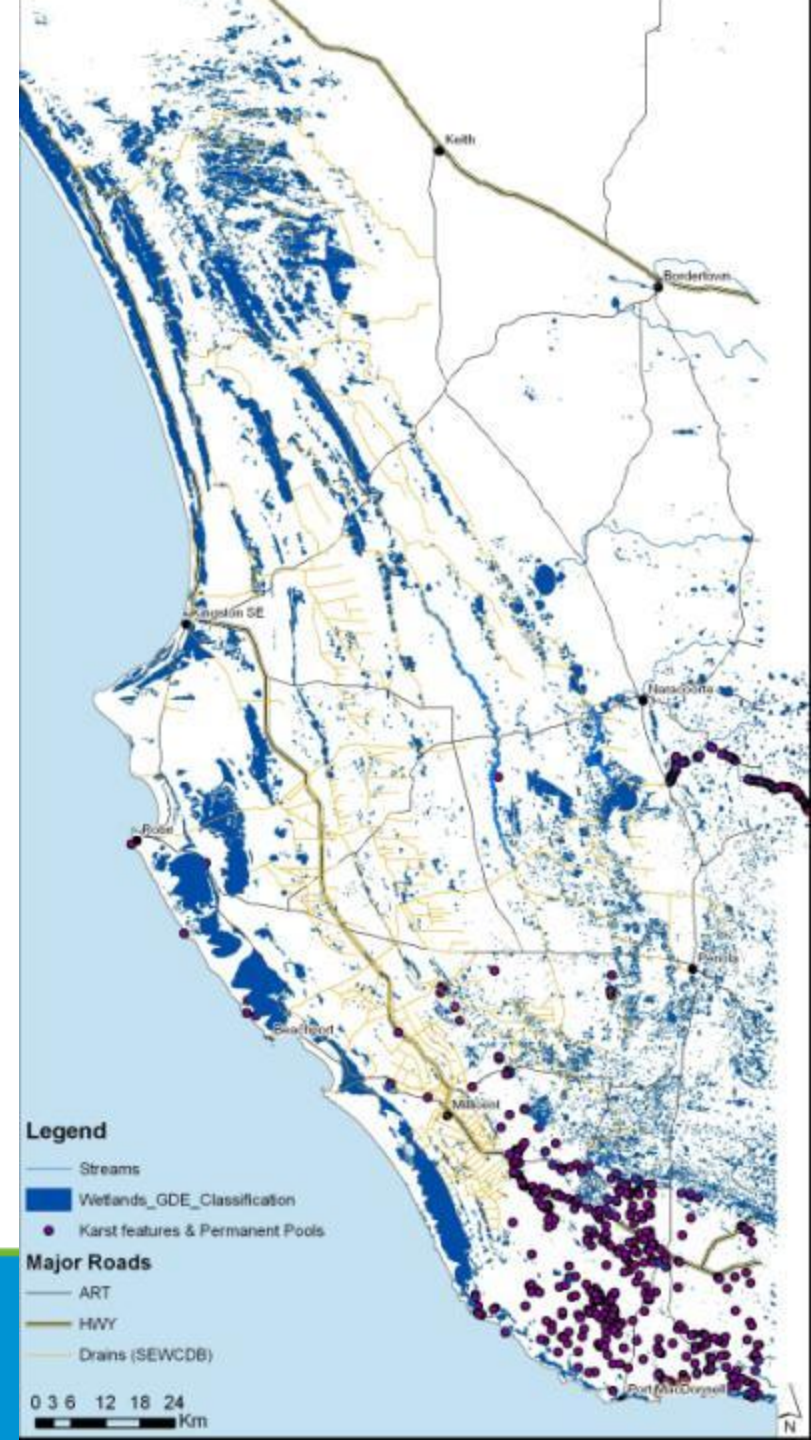 Keith
Bordertown
Kingston SE
Naracoorte
Robe
Penola
Beachport
Millicent
Port MacDonnell
Legend
Streams
Wetlands_GDE_Classification
Karst features & Permanent Pools
Major Roads
ART
HWY
Drains (SEWCDB)
0 3 6 12 18 24
Km
N